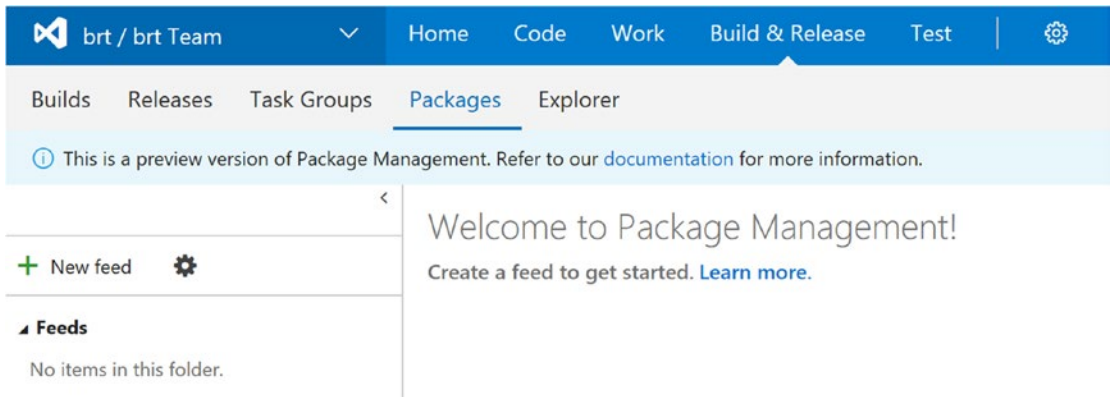 brt / brt Team Home Code Work Build & Release Test
Builds Releases Task Groups Packages Explorer
This is a preview version of Package Management. Refer to our documentation for more information.
Welcome to Package Management!
+ New feed
Create a feed to get started. Learn more.
Feeds
No items in this folder.